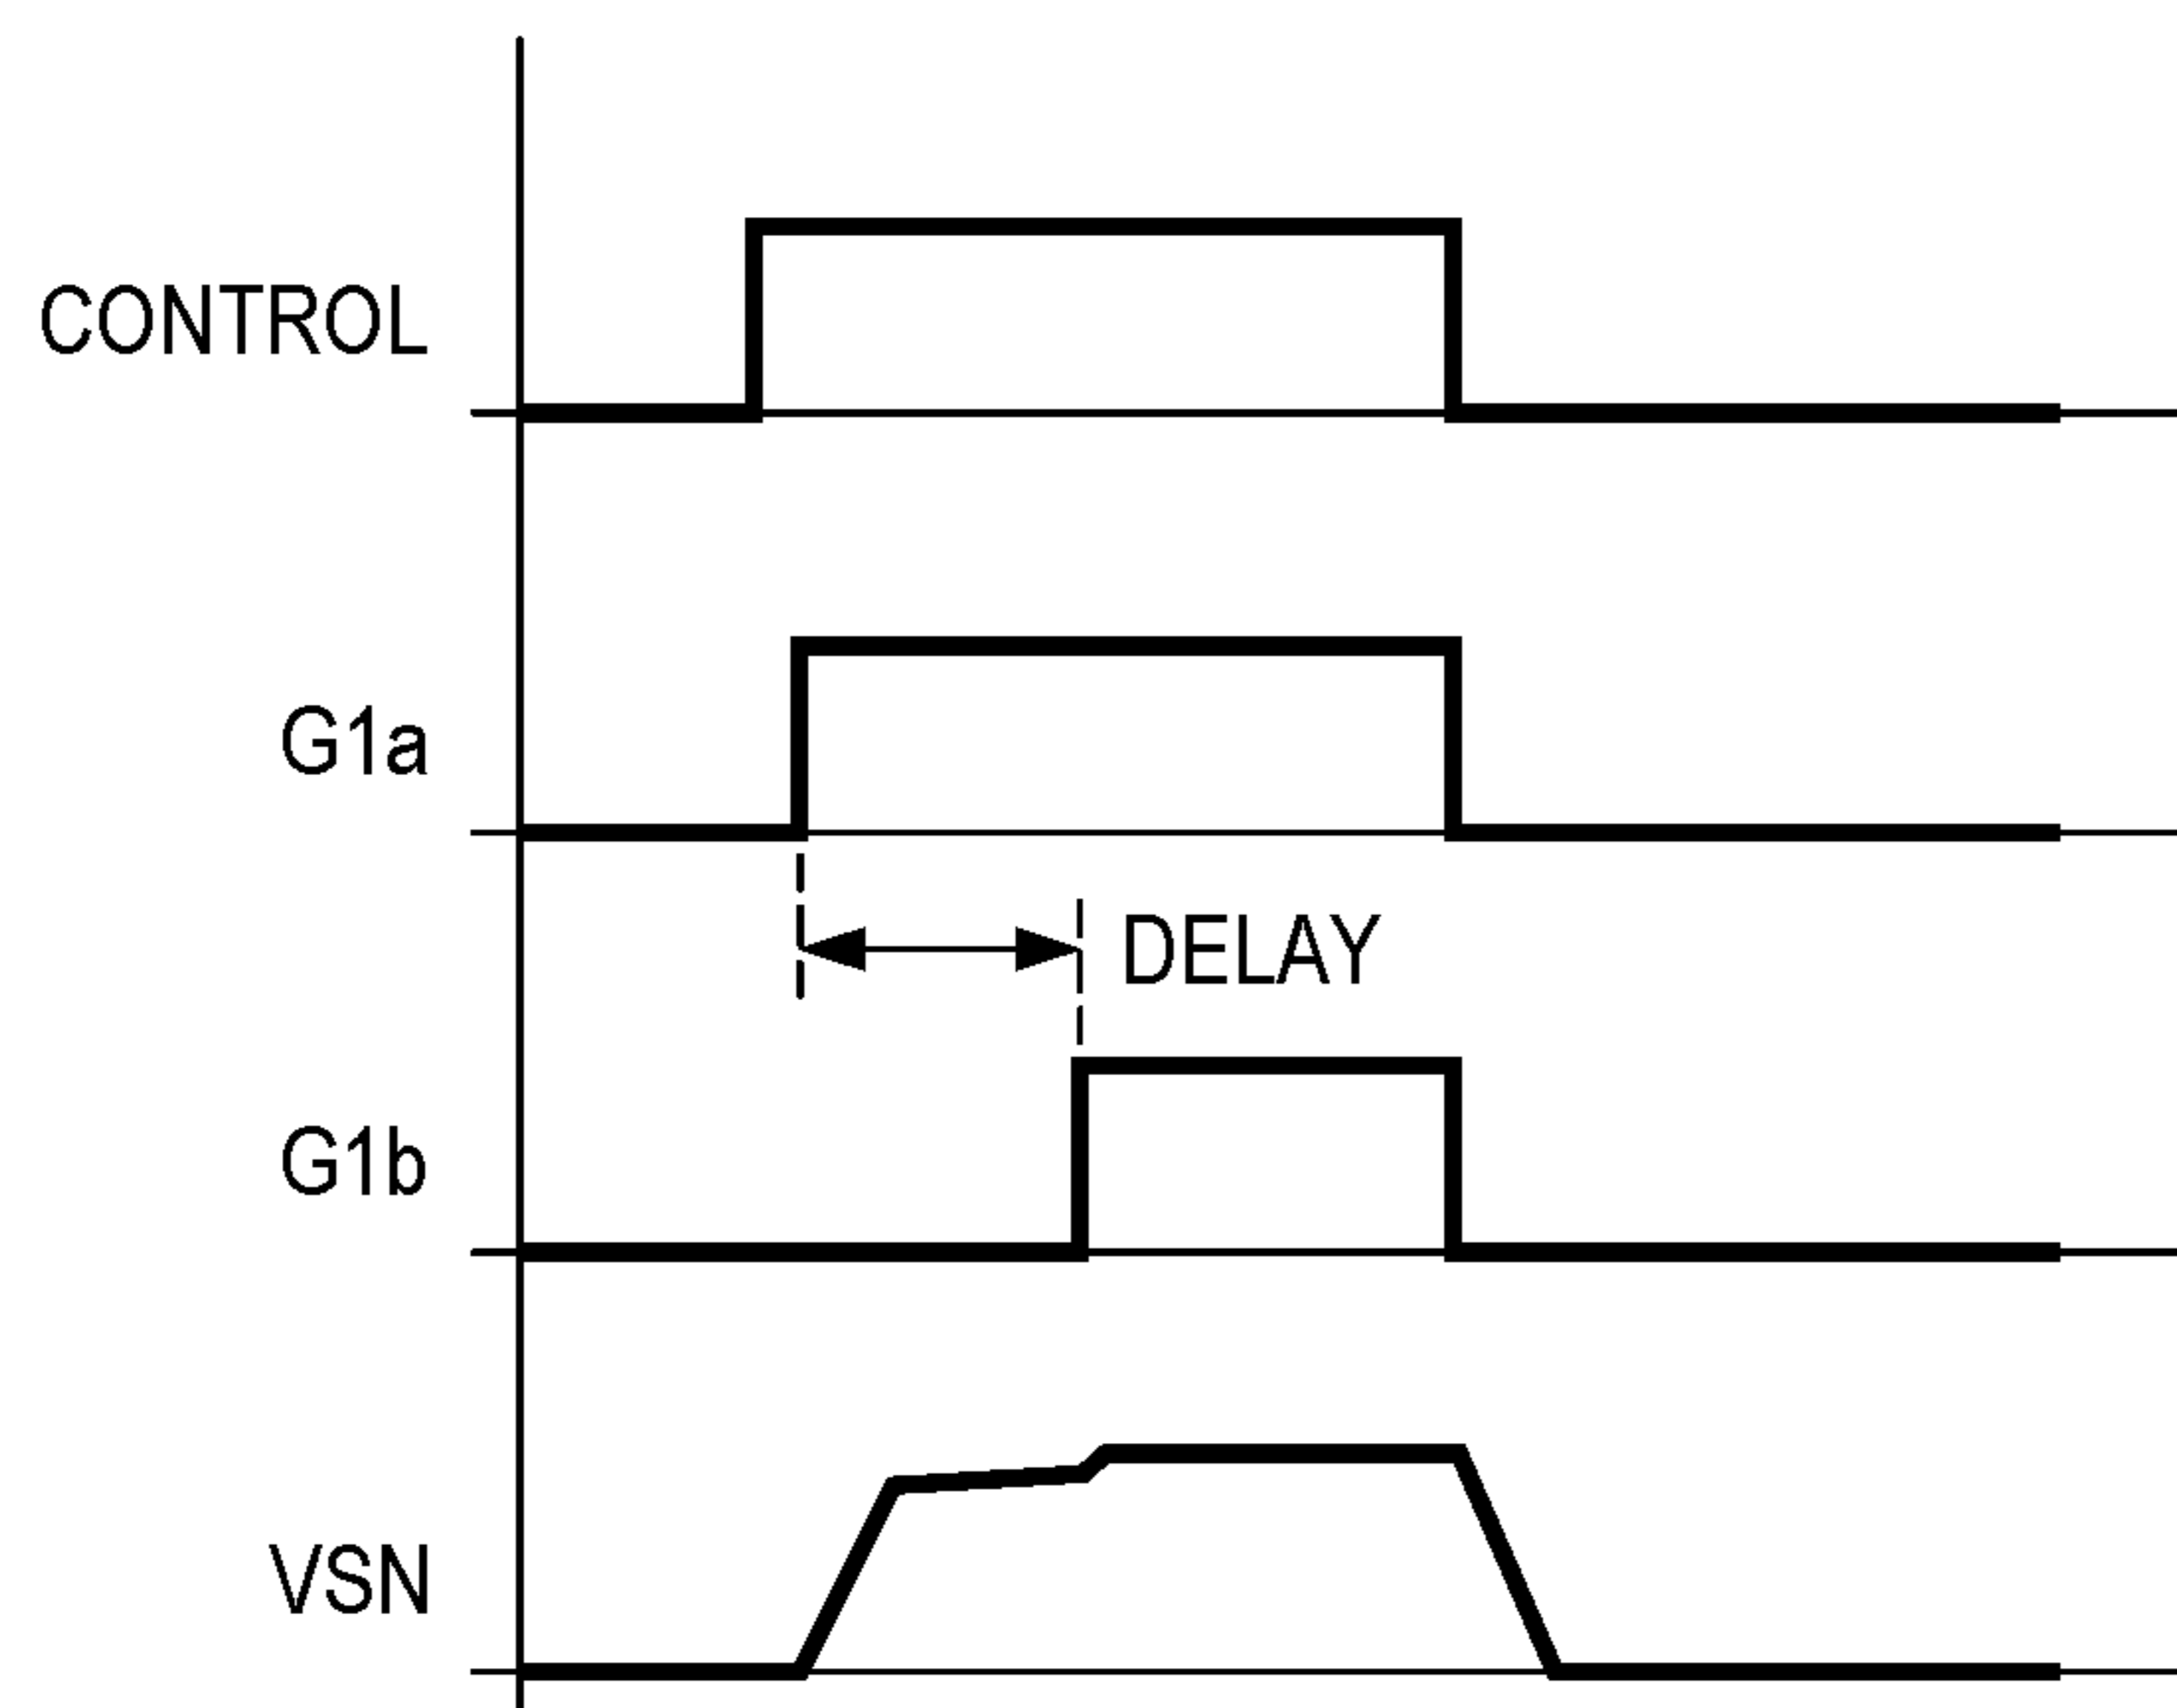 CONTROL
G1a
DELAY
G1b
VSN